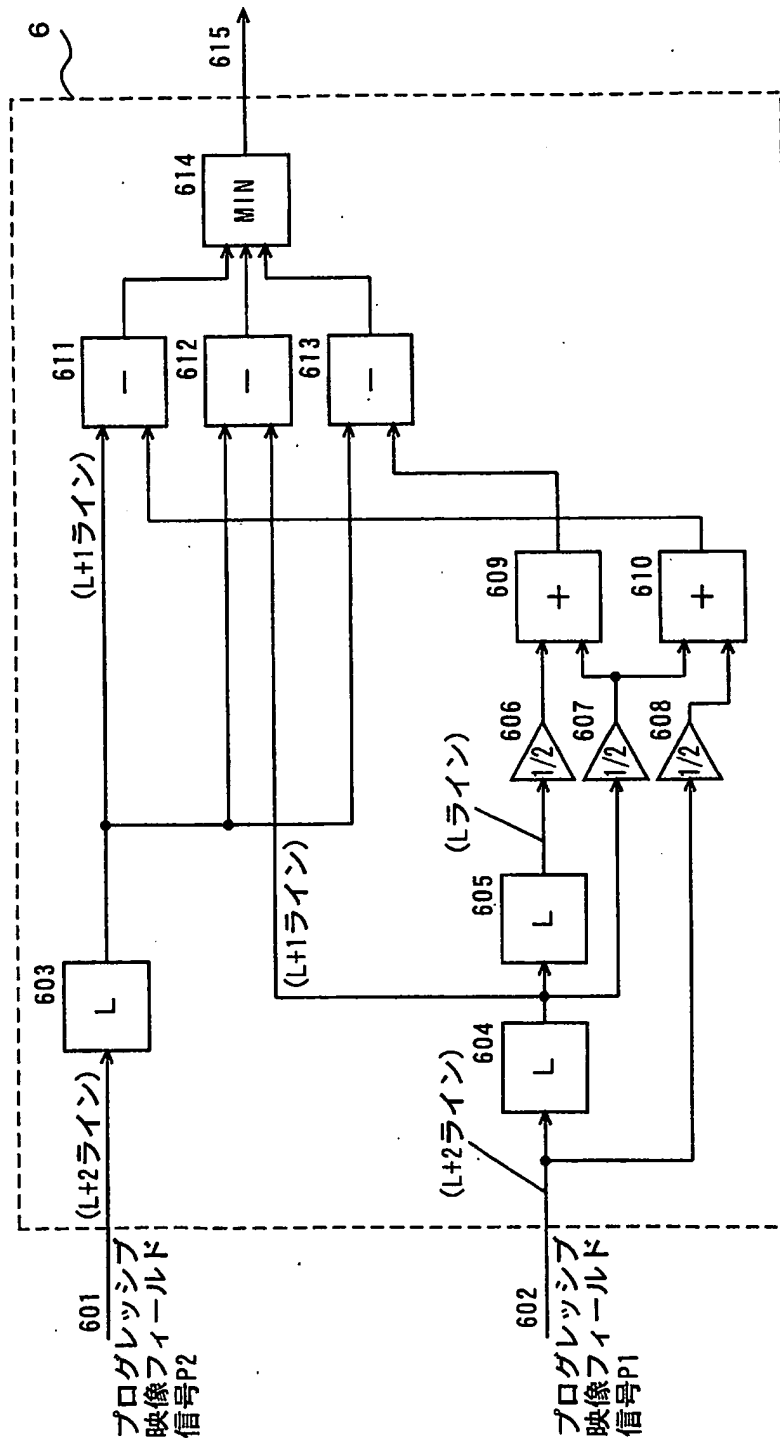 6
615
614
MIN
611
−
612
−
613
−
(L+1ライン)
609
+
610
+
606
1/2
607
1/2
608
1/2
(Lライン)
(L+1ライン)
605
L
603
L
604
L
(L+2ライン)
(L+2ライン)
601
プログレッシブ
映像フィールド
信号P2
602
プログレッシブ
映像フィールド
信号P1